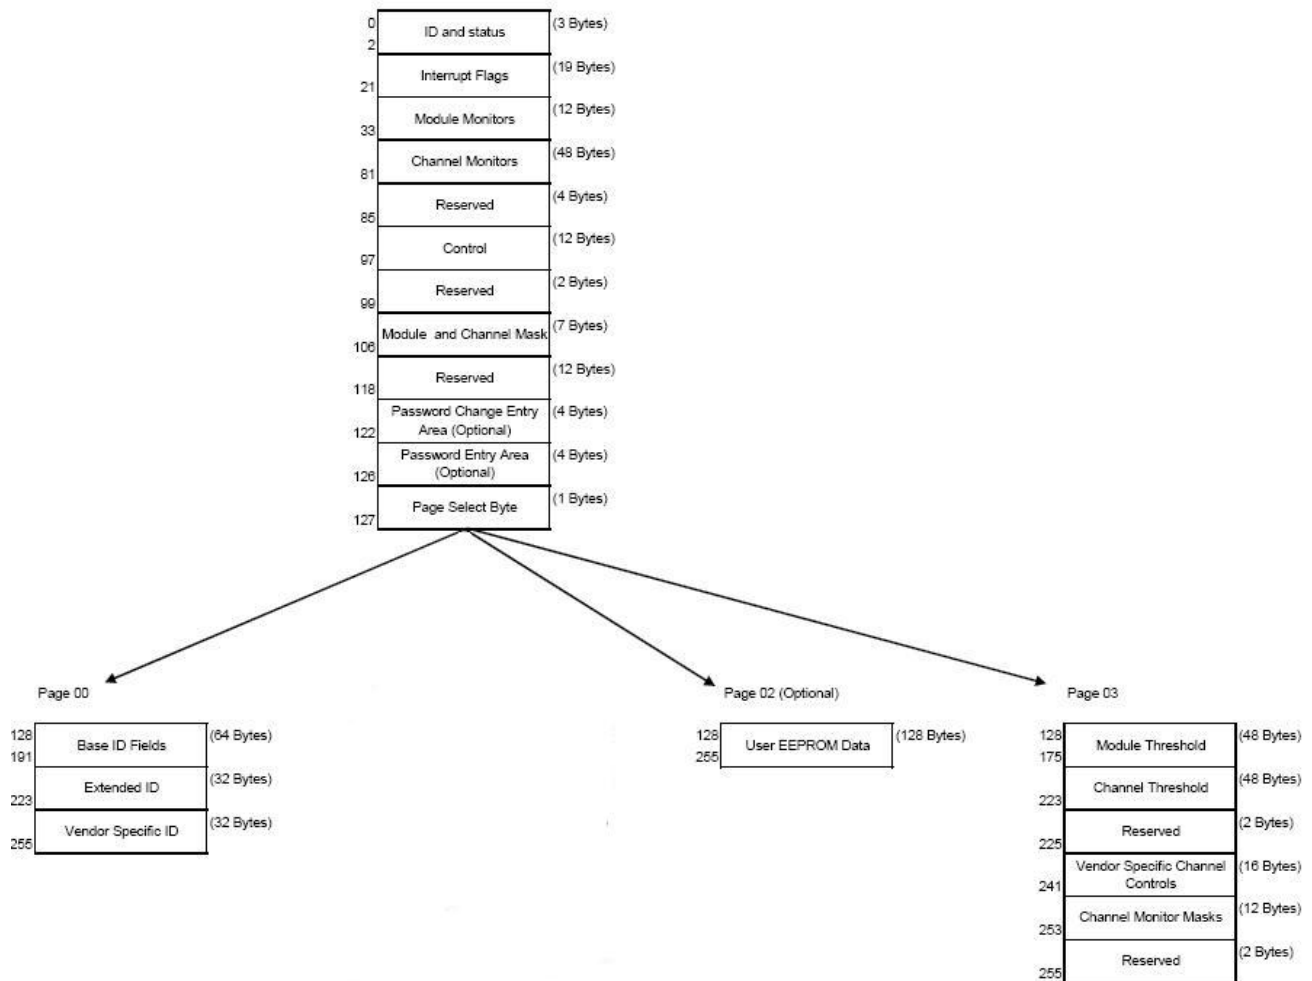 0 ID and status (3 Bytes)
2
Interrupt Flags (19 Bytes)
21
Module Monitors (12 Bytes)
33
Channel Monitors (48 Bytes)
81
Reserved (4 Bytes)
85
Control (12 Bytes)
97
Reserved (2 Bytes)
99
Module and Channel Mask (7 Bytes)
106
Reserved (12 Bytes)
118
Password Change Entry (4 Bytes)
Area (Optional)
122
Password Entry Area (4 Bytes)
(Optional)
126
Page Select Byte (1 Bytes)
127
Page 00
128 Base ID Fields (64 Bytes)
191
Extended ID (32 Bytes)
223
Vendor Specific ID (32 Bytes)
255
Page 02 (Optional)
128 User EEPROM Data (128 Bytes)
255
Page 03
128 Module Threshold (48 Bytes)
175
Channel Threshold (48 Bytes)
223
Reserved (2 Bytes)
225
Vendor Specific Channel (16 Bytes)
Controls
241
Channel Monitor Masks (12 Bytes)
253
Reserved (2 Bytes)
255